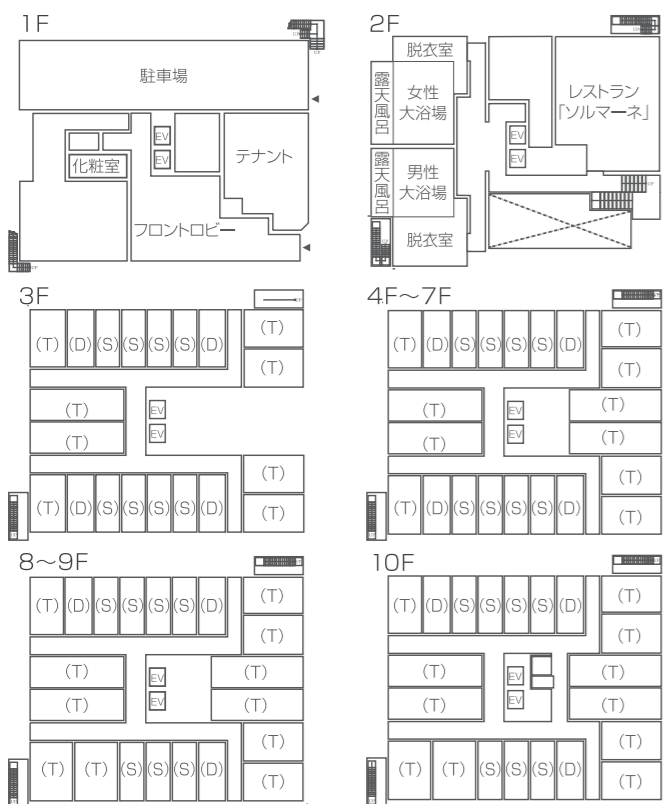 1F
駐車場
EV
EV
化粧室
テナント
フロントロビー
2F
脱衣室
露天風呂
女性
大浴場
レストラン
「ソルマーネ」
EV
EV
露天風呂
男性
大浴場
脱衣室
3F
(T) (D) (S) (S) (S) (S) (D) (T)
(T)
(T)
(T)
EV
EV
(T)
(T) (D) (S) (S) (S) (S) (D) (T)
4F〜7F
(T) (D) (S) (S) (S) (S) (D) (T)
(T)
(T) EV (T)
(T) EV (T)
(T)
(T) (D) (S) (S) (S) (S) (D) (T)
8〜9F
(T) (D) (S) (S) (S) (S) (D) (T)
(T)
(T) EV (T)
(T) EV (T)
(T)
(T) (T) (S) (S) (S) (D) (T)
10F
(T) (D) (S) (S) (S) (S) (D) (T)
(T)
(T) EV (T)
(T) EV (T)
(T)
(T) (T) (S) (S) (S) (D) (T)